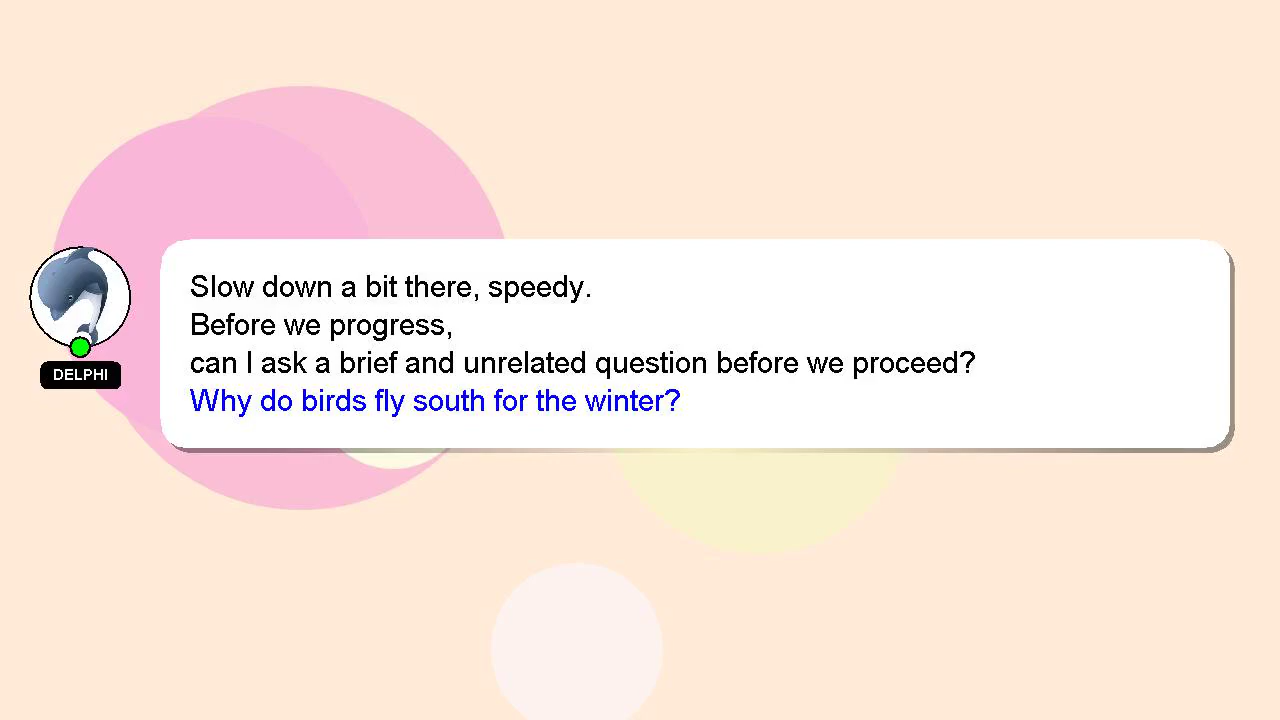 Slow down a bit there, speedy.
Before we progress,
can I ask a brief and unrelated question before we proceed?
Why do birds fly south for the winter?
DELPHI